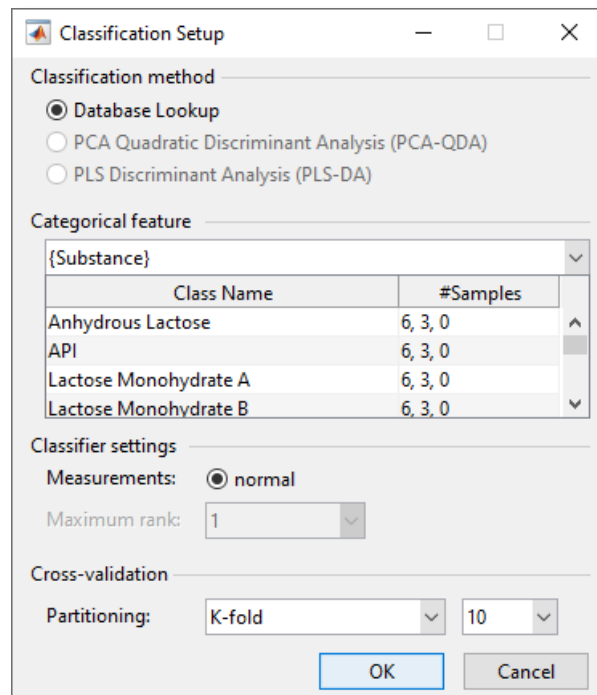 Classification Setup
Classification method
Database Lookup
PCA Quadratic Discriminant Analysis (PCA-QDA)
PLS Discriminant Analysis (PLS-DA)
Categorical feature
{Substance}
Class Name #Samples
Anhydrous Lactose 6, 3, 0
API 6, 3, 0
Lactose Monohydrate A 6, 3, 0
Lactose Monohydrate B 6, 3, 0
Classifier settings
Measurements: normal
Maximum rank: 1
Cross-validation
Partitioning: K-fold 10
OK Cancel